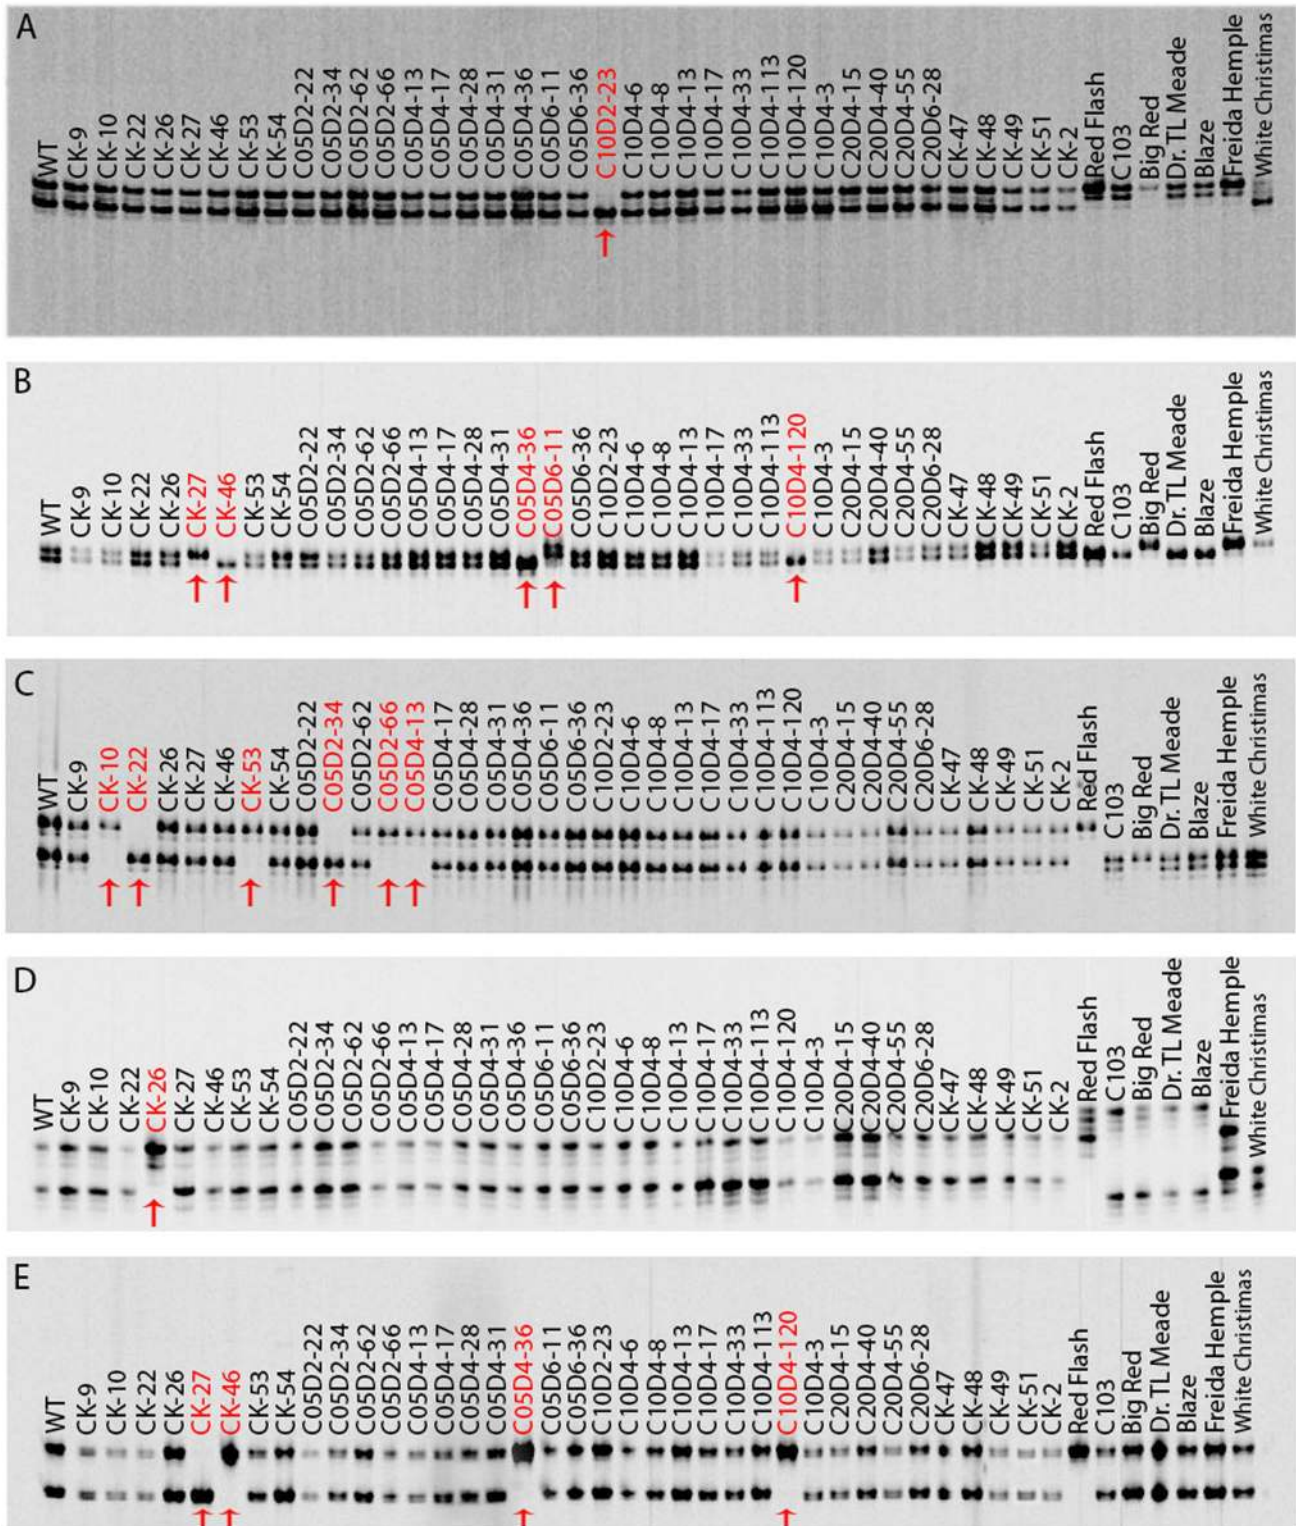 A
WT
CK-9
CK-10
CK-22
CK-26
CK-27
CK-46
CK-53
CK-54
C05D2-22
C05D2-34
C05D2-62
C05D2-66
C05D4-13
C05D4-17
C05D4-28
C05D4-31
C05D4-36
C05D6-11
C05D6-36
C10D2-23
C10D4-6
C10D4-8
C10D4-13
C10D4-17
C10D4-33
C10D4-113
C10D4-120
C10D4-3
C20D4-15
C20D4-40
C20D4-55
C20D6-28
CK-47
CK-48
CK-49
CK-51
CK-2
Red Flash
C103
Big Red
Dr. TL Meade
Blaze
Freida Hemple
White Christimas
B
WT
CK-9
CK-10
CK-22
CK-26
CK-27
CK-46
CK-53
CK-54
C05D2-22
C05D2-34
C05D2-62
C05D2-66
C05D4-13
C05D4-17
C05D4-28
C05D4-31
C05D4-36
C05D6-11
C05D6-36
C10D2-23
C10D4-6
C10D4-8
C10D4-13
C10D4-17
C10D4-33
C10D4-113
C10D4-120
C10D4-3
C20D4-15
C20D4-40
C20D4-55
C20D6-28
CK-47
CK-48
CK-49
CK-51
CK-2
Red Flash
C103
Big Red
Dr. TL Meade
Blaze
Freida Hemple
White Christmas
C
WT
CK-9
CK-10
CK-22
CK-26
CK-27
CK-46
CK-53
CK-54
C05D2-22
C05D2-34
C05D2-62
C05D2-66
C05D4-13
C05D4-17
C05D4-28
C05D4-31
C05D4-36
C05D6-11
C05D6-36
C10D2-23
C10D4-6
C10D4-8
C10D4-13
C10D4-17
C10D4-33
C10D4-113
C10D4-120
C10D4-3
C20D4-15
C20D4-40
C20D4-55
C20D6-28
CK-47
CK-48
CK-49
CK-51
CK-2
Red Flash
C103
Big Red
Dr. TL Meade
Blaze
Freida Hemple
White Christmas
D
WT
CK-9
CK-10
CK-22
CK-26
CK-27
CK-46
CK-53
CK-54
C05D2-22
C05D2-34
C05D2-62
C05D2-66
C05D4-13
C05D4-17
C05D4-28
C05D4-31
C05D4-36
C05D6-11
C05D6-36
C10D2-23
C10D4-6
C10D4-8
C10D4-13
C10D4-17
C10D4-33
C10D4-113
C10D4-120
C10D4-3
C20D4-15
C20D4-40
C20D4-55
C20D6-28
CK-47
CK-48
CK-49
CK-51
CK-2
Red Flash
C103
Big Red
Dr. TL Meade
Blaze
Freida Hemple
White Christmas
E
WT
CK-9
CK-10
CK-22
CK-26
CK-27
CK-46
CK-53
CK-54
C05D2-22
C05D2-34
C05D2-62
C05D2-66
C05D4-13
C05D4-17
C05D4-28
C05D4-31
C05D4-36
C05D6-11
C05D6-36
C10D2-23
C10D4-6
C10D4-8
C10D4-13
C10D4-17
C10D4-33
C10D4-113
C10D4-120
C10D4-3
C20D4-15
C20D4-40
C20D4-55
C20D6-28
CK-47
CK-48
CK-49
CK-51
CK-2
Red Flash
C103
Big Red
Dr. TL Meade
Blaze
Freida Hemple
White Christmas